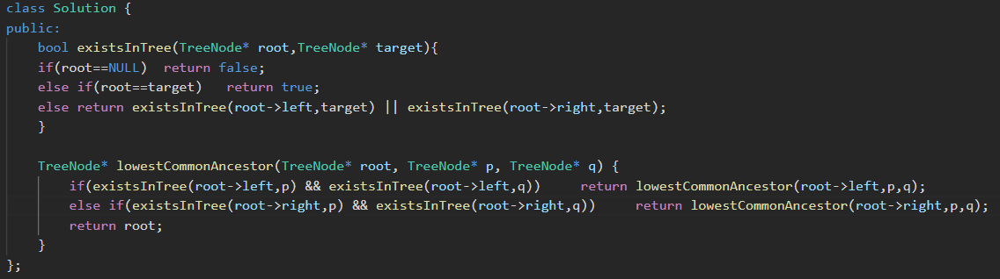 class Solution {
public:
    bool existsInTree(TreeNode* root,TreeNode* target){
    if(root==NULL)  return false;
    else if(root==target)   return true;
    else return existsInTree(root->left,target) || existsInTree(root->right,target);
    }

    TreeNode* lowestCommonAncestor(TreeNode* root, TreeNode* p, TreeNode* q) {
        if(existsInTree(root->left,p) && existsInTree(root->left,q))     return lowestCommonAncestor(root->left,p,q);
        else if(existsInTree(root->right,p) && existsInTree(root->right,q))     return lowestCommonAncestor(root->right,p,q);
        return root;
    }
};